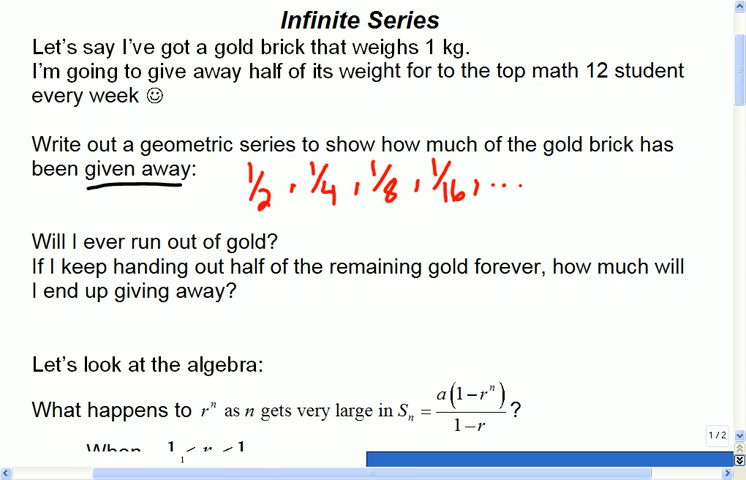 Infinite Series
Let's say I've got a gold brick that weighs 1 kg.
I'm going to give away half of its weight for to the top math 12 student
every week ☺
Write out a geometric series to show how much of the gold brick has
been given away: 1/2, 1/4, 1/8, 1/16, ...
Will I ever run out of gold?
If I keep handing out half of the remaining gold forever, how much will
I end up giving away?
Let's look at the algebra:
What happens to rⁿ as n gets very large in Sₙ = a(1−rⁿ)/(1−r) ?
1 / 2
When 1 < r < 1